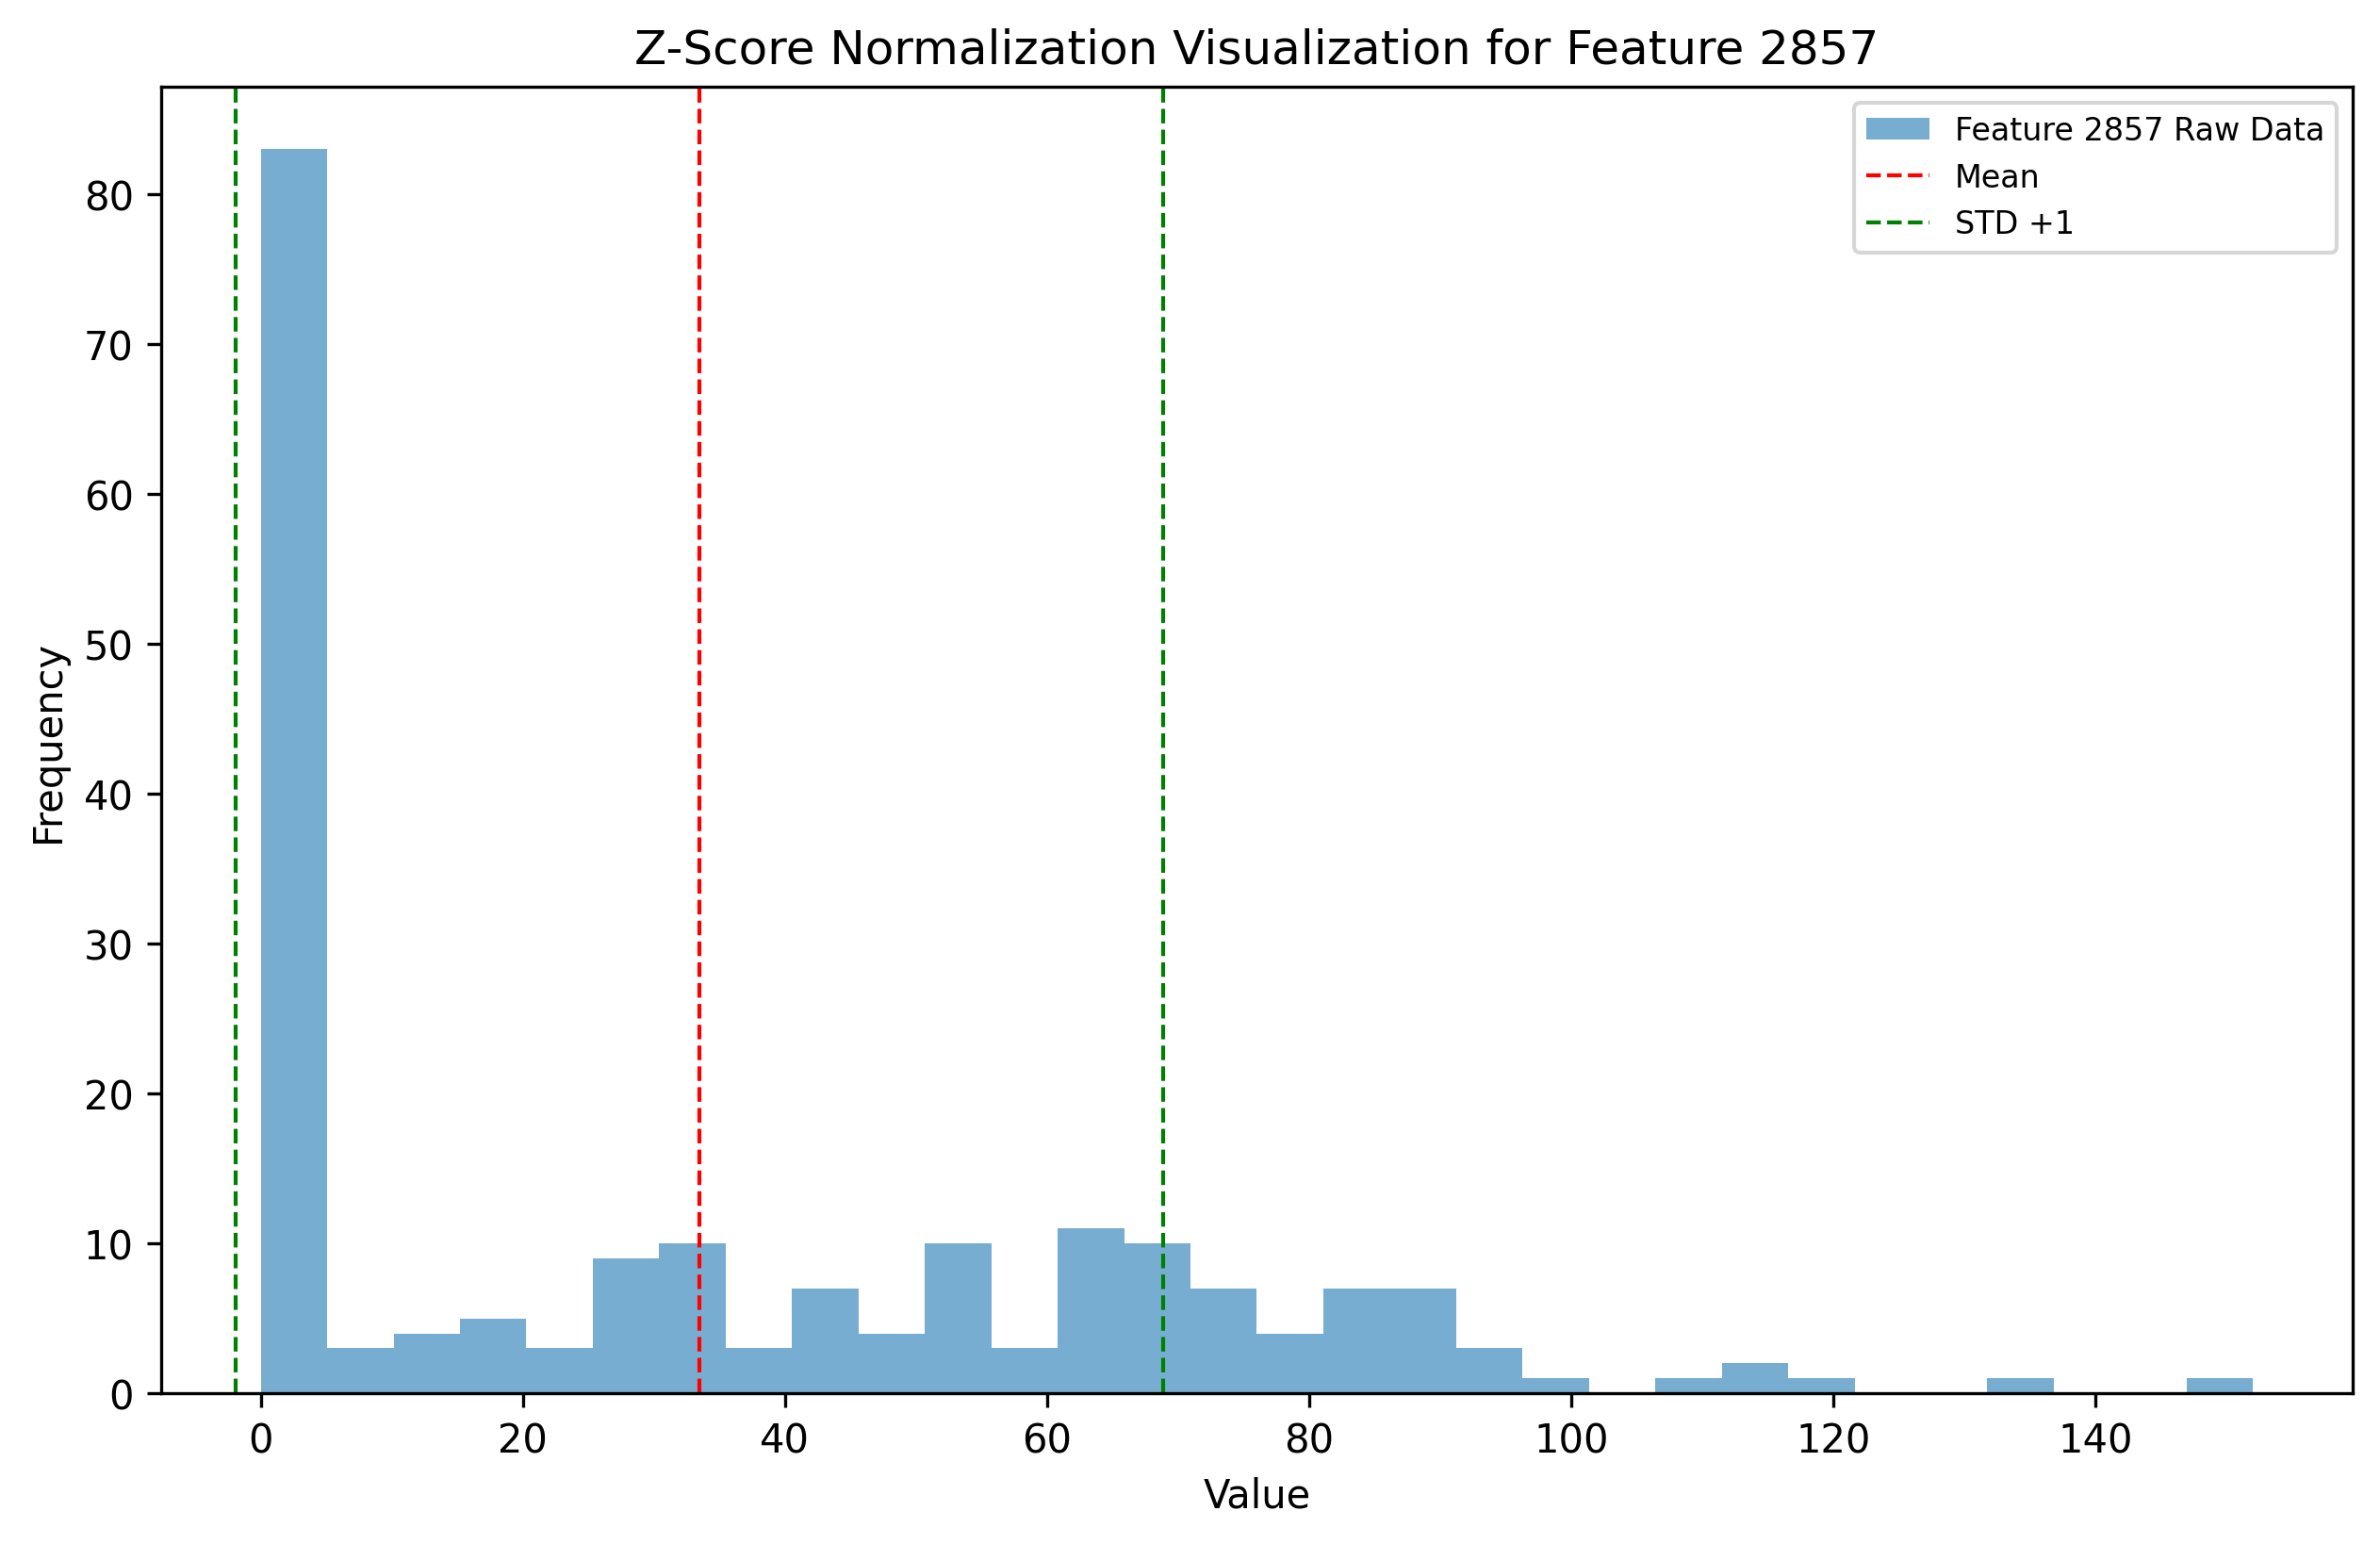 Z-Score Normalization Visualization for Feature 2857
Feature 2857 Raw Data
Mean
STD +1
80
70
60
50
40
30
20
10
0
Frequency
0 20 40 60 80 100 120 140
Value